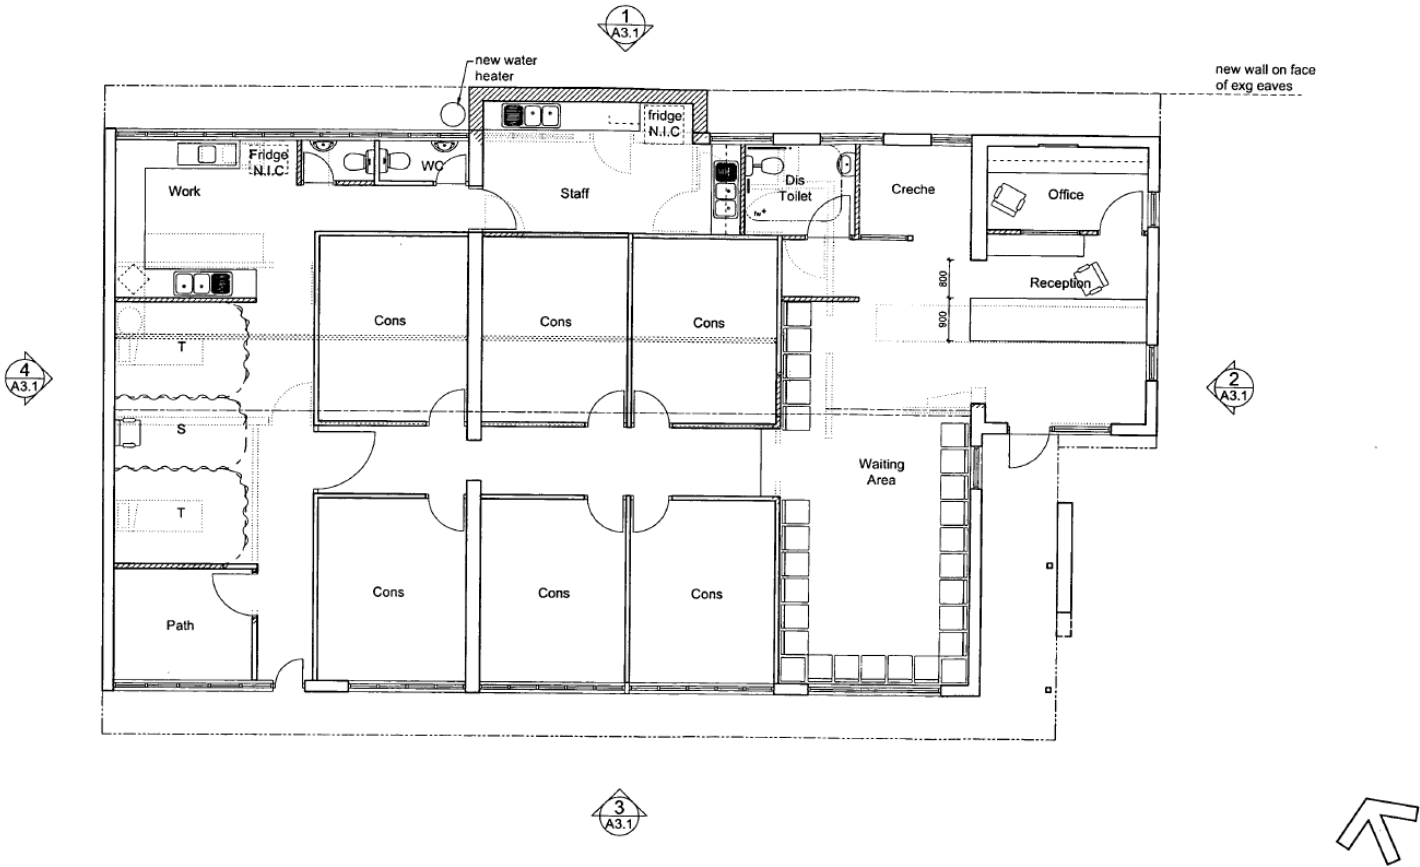 1
A3.1
new water
heater
new wall on face
of exg eaves
fridge
N.I.C
Fridge
N.I.C
WC
Work
Staff
Dis
Toilet
Creche
Office
Reception
800
900
Cons
Cons
Cons
T
4
A3.1
2
A3.1
S
Waiting
Area
T
Cons
Cons
Cons
Path
3
A3.1